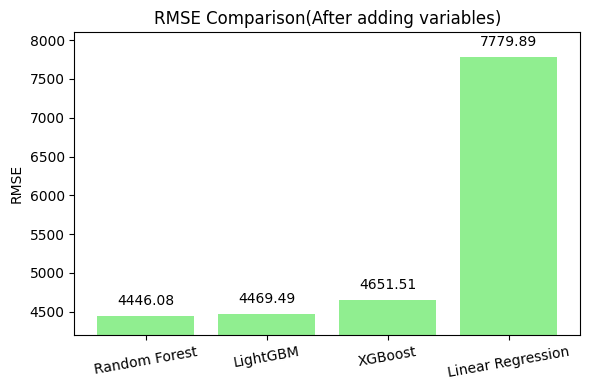 RMSE Comparison(After adding variables)
8000
7500
7000
6500
6000
5500
5000
4500
RMSE
4446.08
4469.49
4651.51
7779.89
Random Forest
LightGBM
XGBoost
Linear Regression